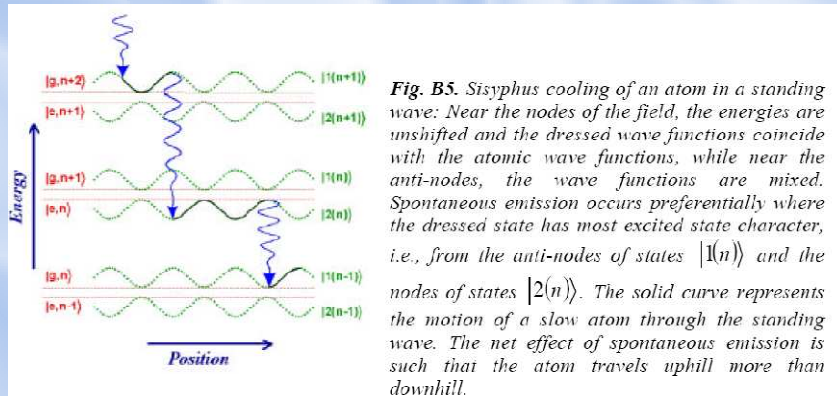 |g,n+2⟩
|e,n+1⟩
|1(n+1)⟩
|2(n+1)⟩
|g,n+1⟩
|e,n⟩
|1(n)⟩
|2(n)⟩
|g,n⟩
|e,n-1⟩
|1(n-1)⟩
|2(n-1)⟩
Energy
Position
Fig. B5. Sisyphus cooling of an atom in a standing
wave: Near the nodes of the field, the energies are
unshifted and the dressed wave functions coincide
with the atomic wave functions, while near the
anti-nodes, the wave functions are mixed.
Spontaneous emission occurs preferentially where
the dressed state has most excited state character,
i.e., from the anti-nodes of states |1(n)⟩ and the
nodes of states |2(n)⟩. The solid curve represents
the motion of a slow atom through the standing
wave. The net effect of spontaneous emission is
such that the atom travels uphill more than
downhill.